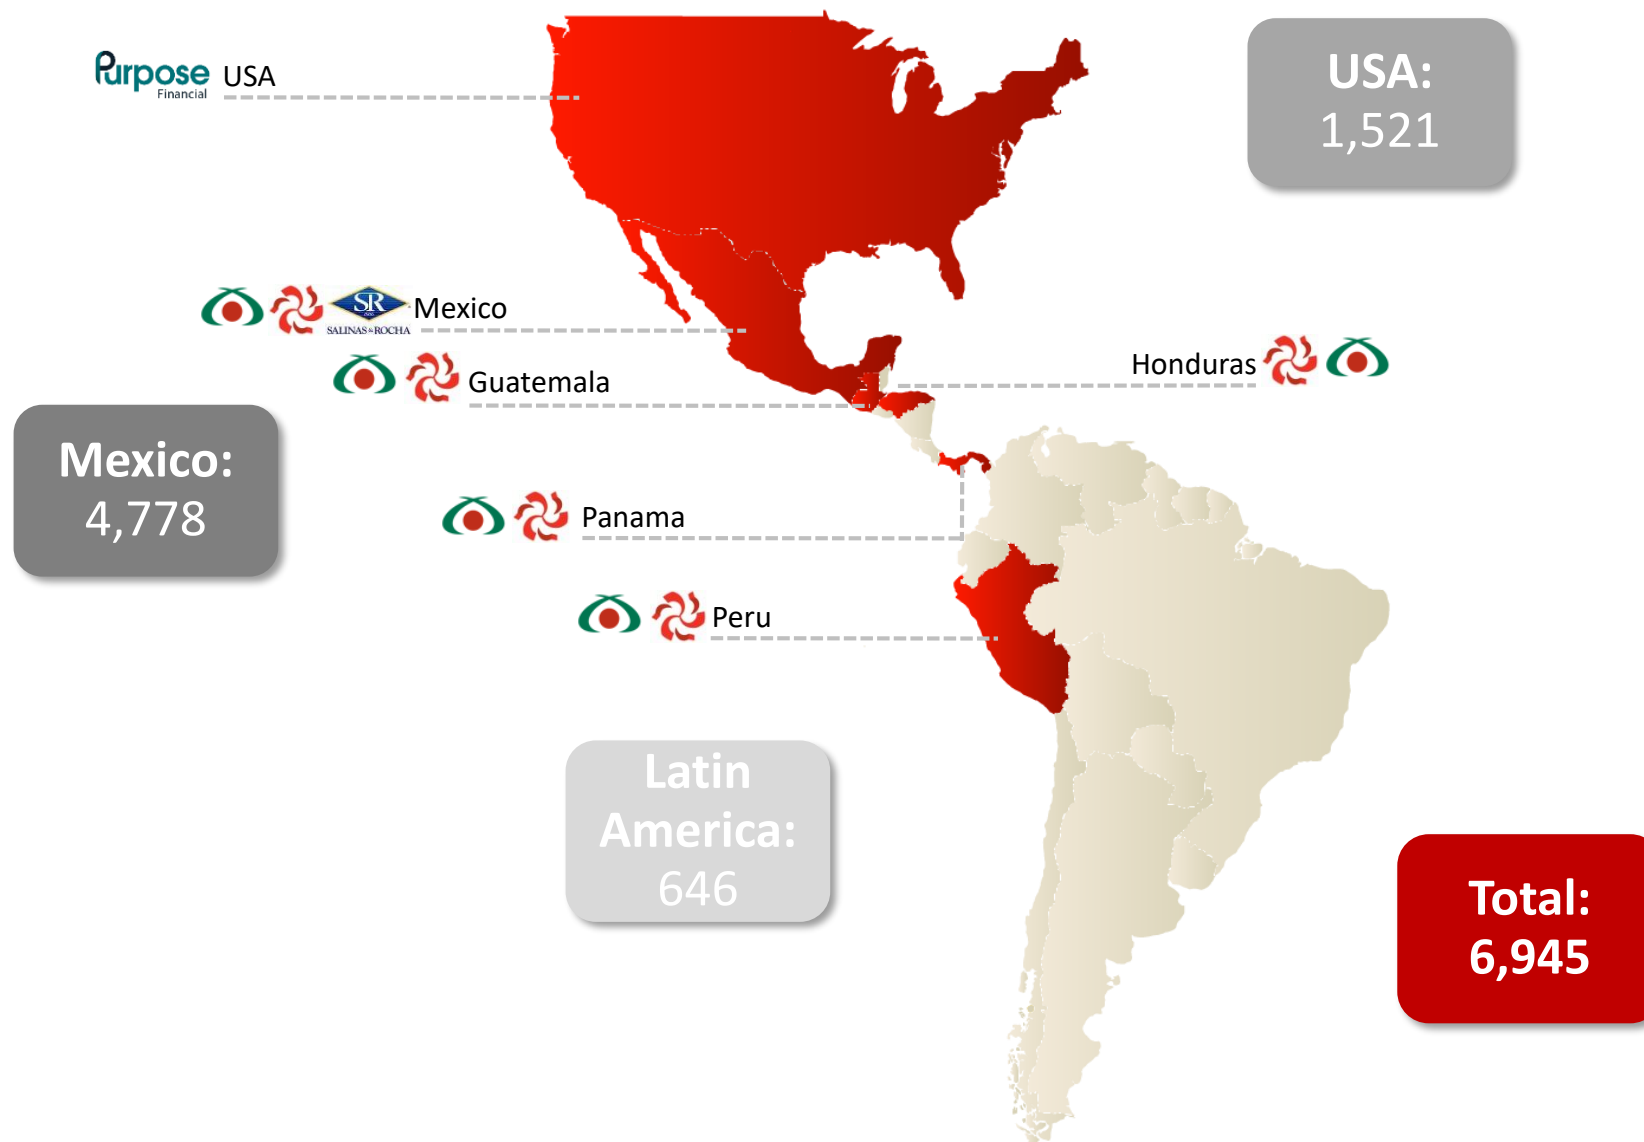 Purpose
Financial
USA
USA:
1,521
SR
SALINAS & ROCHA
Mexico
Guatemala
Honduras
Mexico:
4,778
Panama
Peru
Latin
America:
646
Total:
6,945